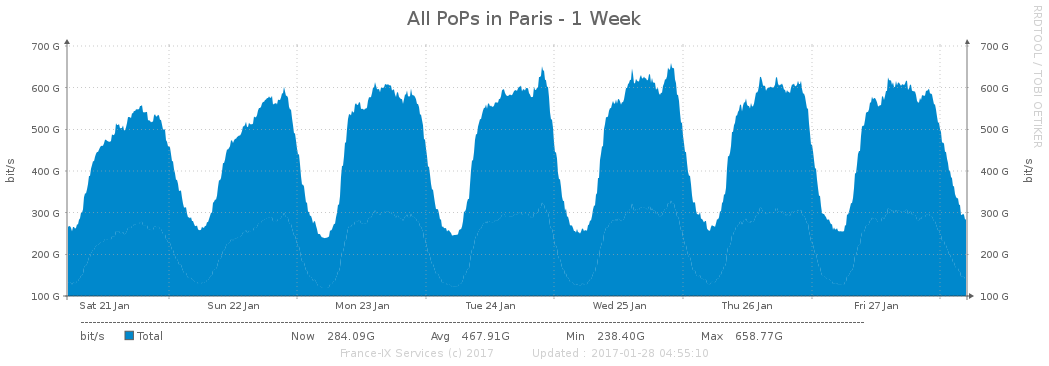 All PoPs in Paris - 1 Week
RRDTOOL / TOBI OETIKER
700 G 700 G
600 G 600 G
500 G 500 G
400 G 400 G
bit/s bit/s
300 G 300 G
200 G 200 G
100 G 100 G
Sat 21 Jan Sun 22 Jan Mon 23 Jan Tue 24 Jan Wed 25 Jan Thu 26 Jan Fri 27 Jan
bit/s Total Now 284.09G Avg 467.91G Min 238.40G Max 658.77G
France-IX Services (c) 2017 Updated : 2017-01-28 04:55:10